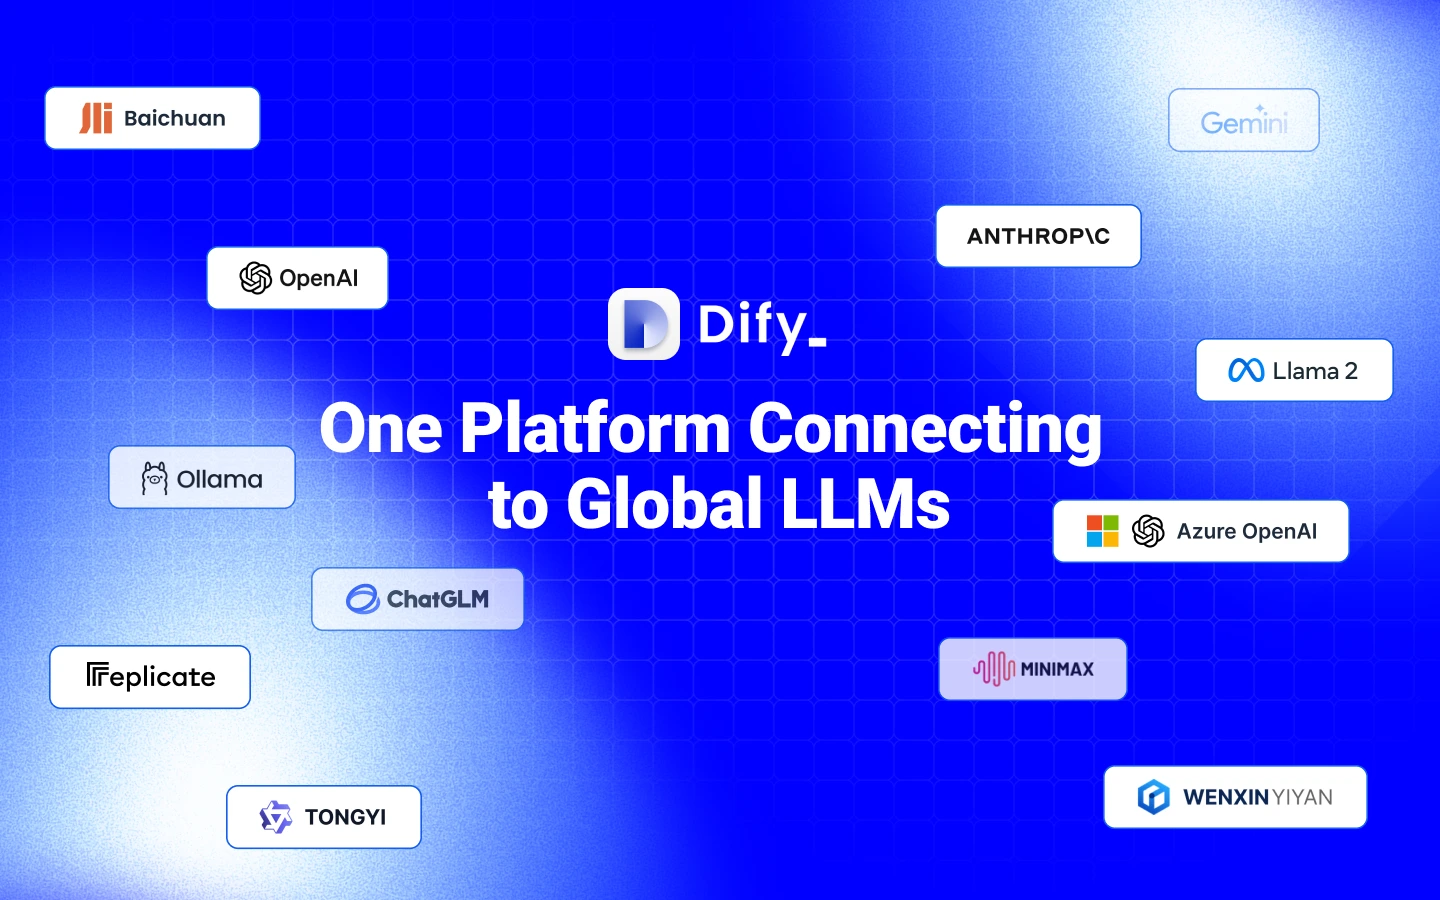 Baichuan
Gemini
ANTHROP\C
OpenAI
Dify_
Llama 2
One Platform Connecting
to Global LLMs
Ollama
Azure OpenAI
ChatGLM
replicate
MINIMAX
WENXIN YIYAN
TONGYI